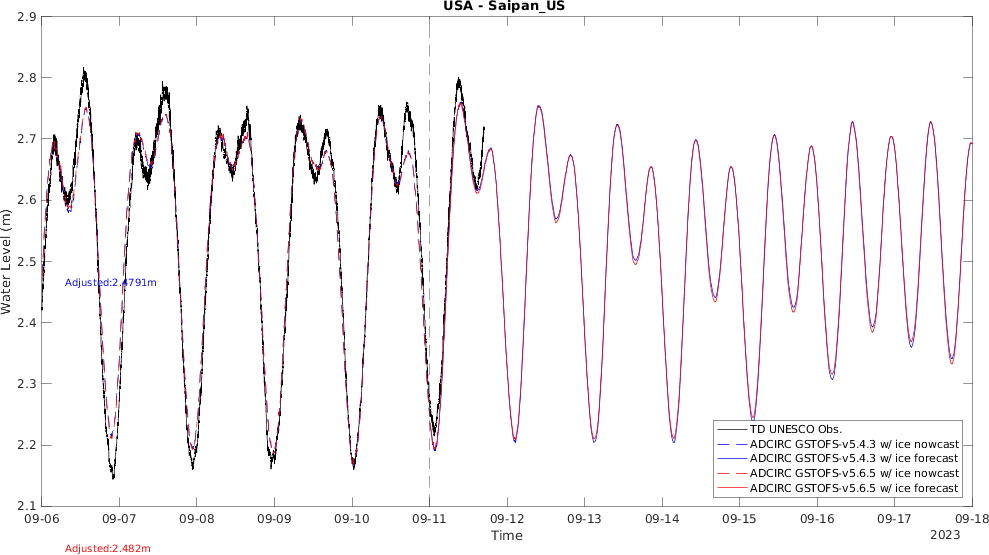 USA - Saipan_US
2.9
2.8
2.7
2.6
2.5
2.4
2.3
2.2
2.1
Water Level (m)
Adjusted:2.4791m
TD UNESCO Obs.
ADCIRC GSTOFS-v5.4.3 w/ ice nowcast
ADCIRC GSTOFS-v5.4.3 w/ ice forecast
ADCIRC GSTOFS-v5.6.5 w/ ice nowcast
ADCIRC GSTOFS-v5.6.5 w/ ice forecast
09-06 09-07 09-08 09-09 09-10 09-11 09-12 09-13 09-14 09-15 09-16 09-17 09-18
Time
2023
Adjusted:2.482m